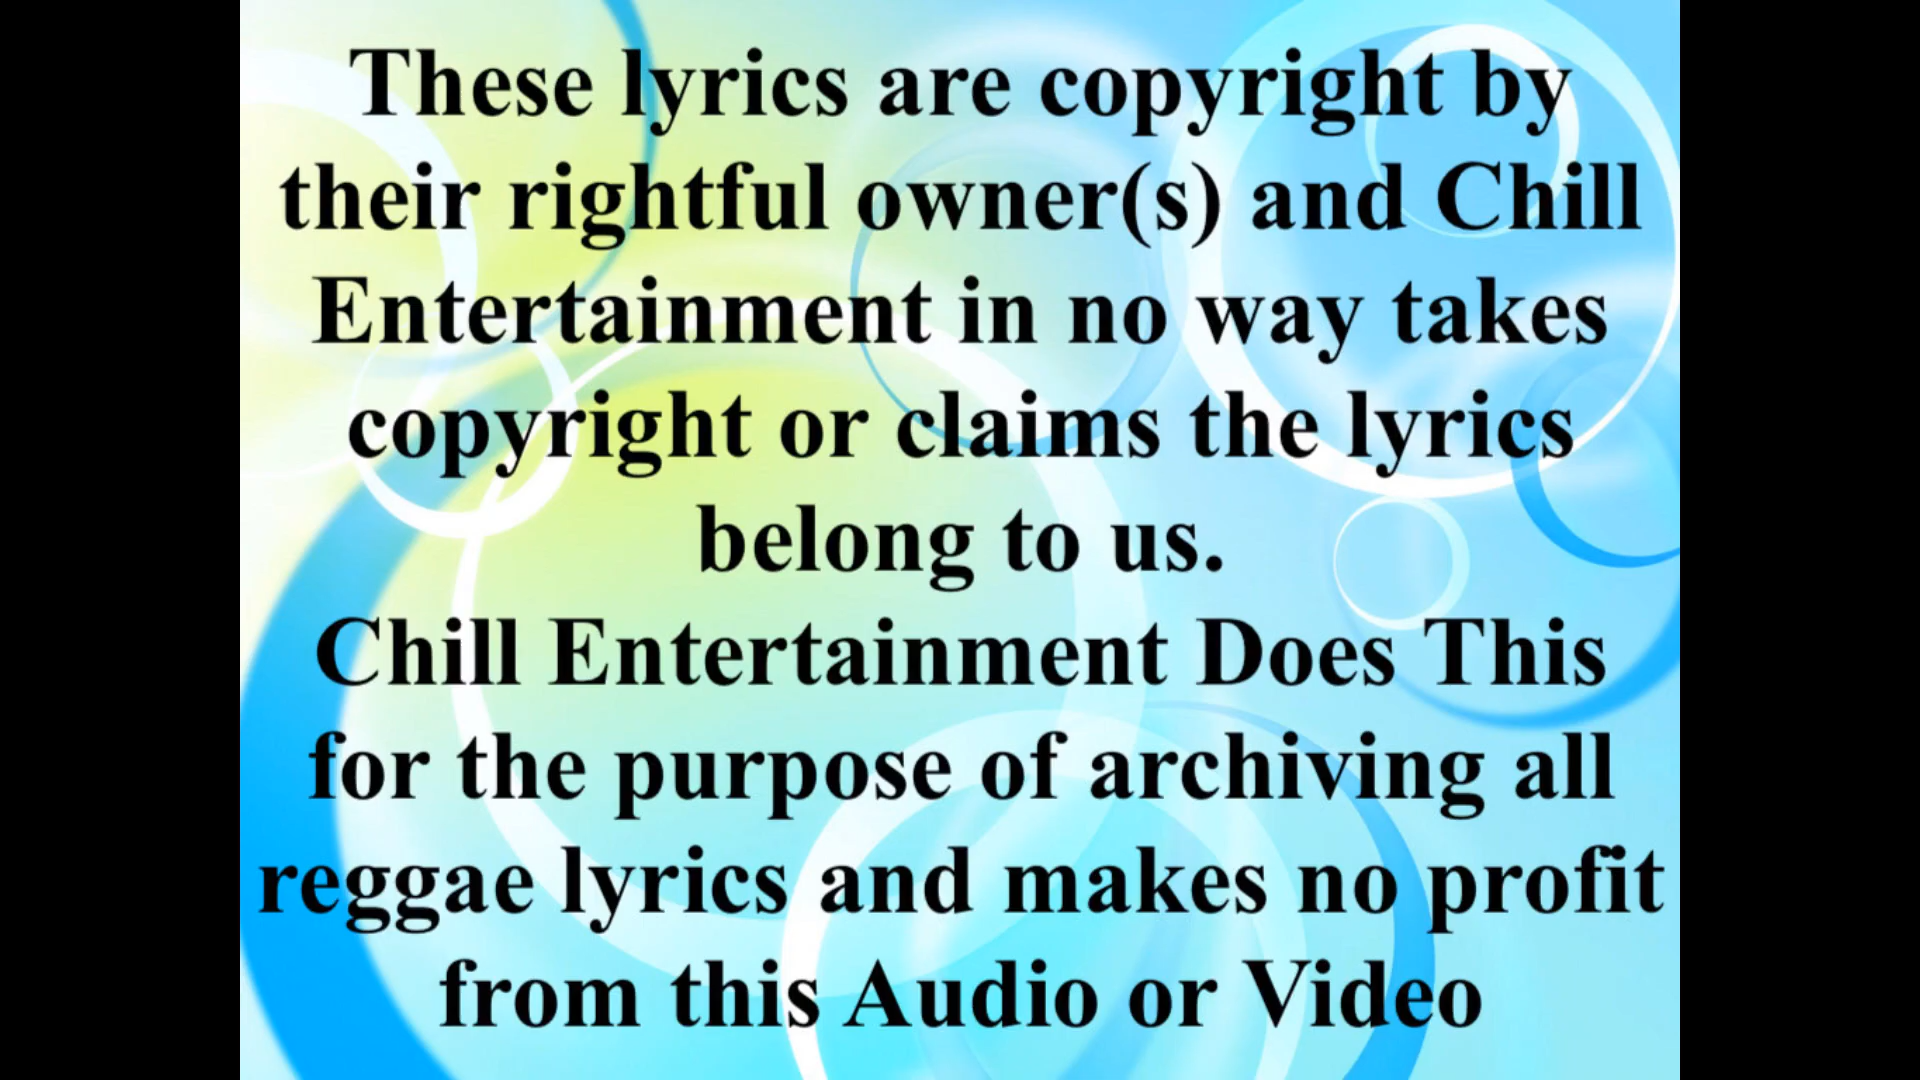 These lyrics are copyright by
their rightful owner(s) and Chill
Entertainment in no way takes
copyright or claims the lyrics
belong to us.
Chill Entertainment Does This
for the purpose of archiving all
reggae lyrics and makes no profit
from this Audio or Video